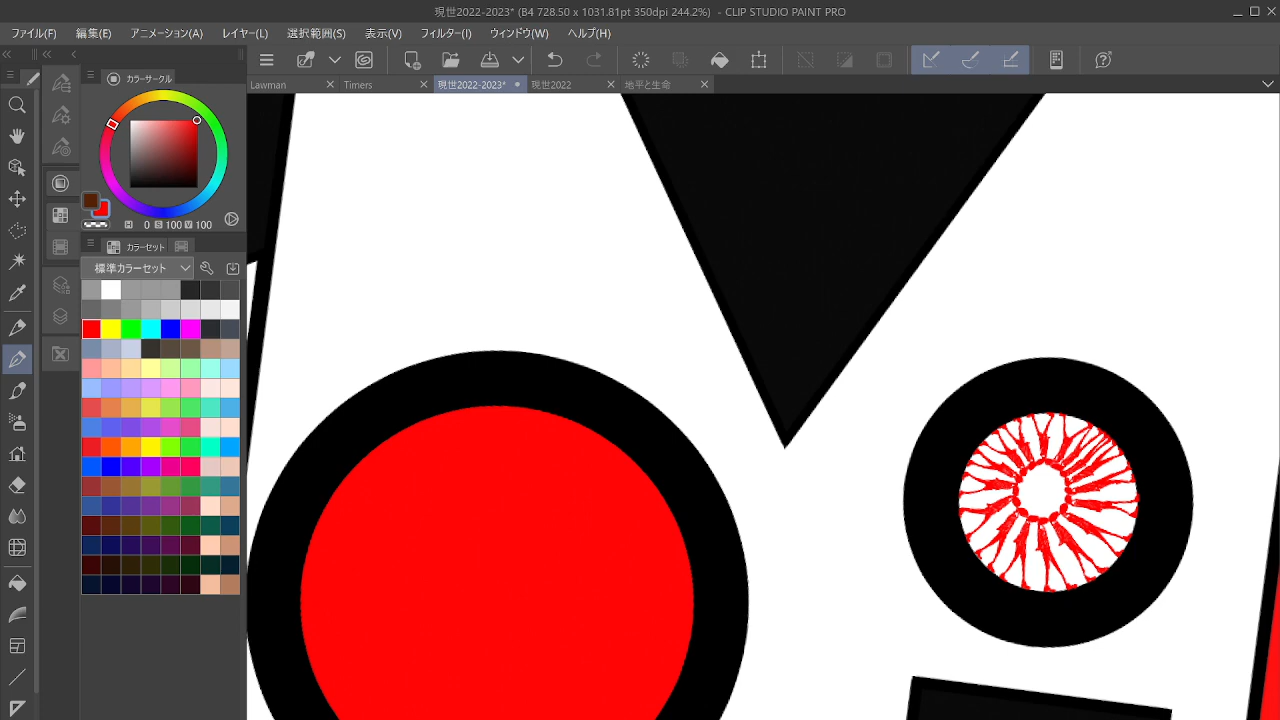 現世2022-2023* (B4 728.50 x 1031.81pt 350dpi 244.2%) - CLIP STUDIO PAINT PRO
ファイル(F) 編集(E) アニメーション(A) レイヤー(L) 選択範囲(S) 表示(V) フィルター(I) ウィンドウ(W) ヘルプ(H)
カラーサークル
Lawman Timers 現世2022-2023* 現世2022 地平と生命
H 0 S 100 V 100
カラーセット
標準カラーセット